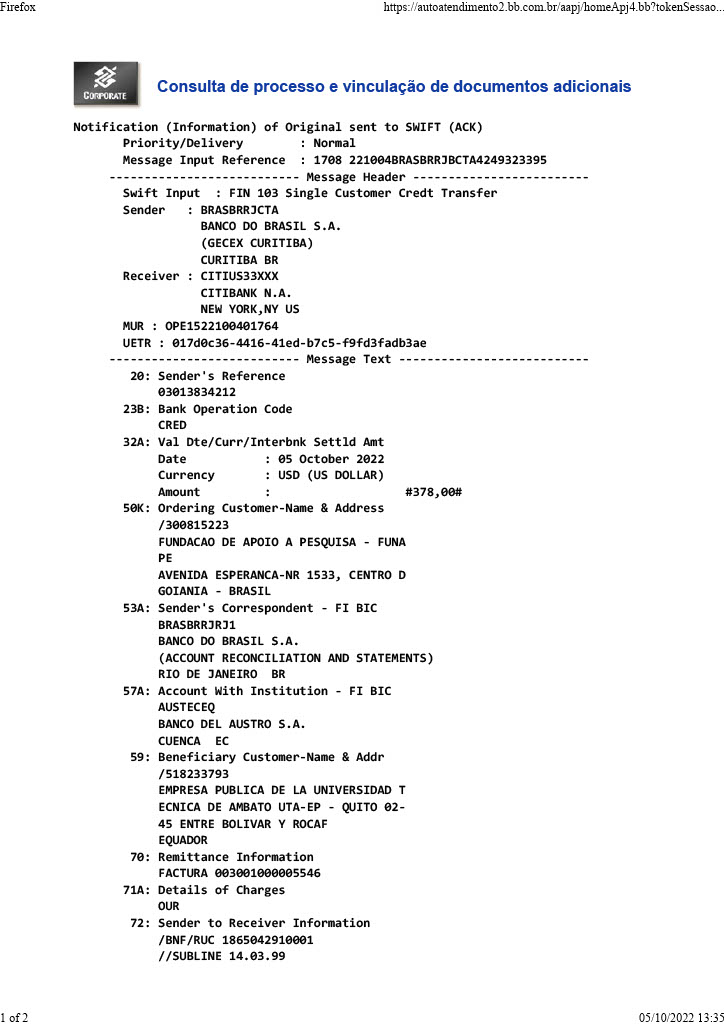 Firefox
https://autoatendimento2.bb.com.br/aapj/homeApj4.bb?tokenSessao...
CORPORATE
Consulta de processo e vinculação de documentos adicionais
Notification (Information) of Original sent to SWIFT (ACK)
Priority/Delivery : Normal
Message Input Reference : 1708 221004BRASBRRJBCTA4249323395
--------------------------- Message Header -------------------------
Swift Input : FIN 103 Single Customer Credt Transfer
Sender : BRASBRRJCTA
BANCO DO BRASIL S.A.
(GECEX CURITIBA)
CURITIBA BR
Receiver : CITIUS33XXX
CITIBANK N.A.
NEW YORK,NY US
MUR : OPE1522100401764
UETR : 017d0c36-4416-41ed-b7c5-f9fd3fadb3ae
--------------------------- Message Text ---------------------------
20: Sender's Reference
03013834212
23B: Bank Operation Code
CRED
32A: Val Dte/Curr/Interbnk Settld Amt
Date : 05 October 2022
Currency : USD (US DOLLAR)
Amount : #378,00#
50K: Ordering Customer-Name & Address
/300815223
FUNDACAO DE APOIO A PESQUISA - FUNA
PE
AVENIDA ESPERANCA-NR 1533, CENTRO D
GOIANIA - BRASIL
53A: Sender's Correspondent - FI BIC
BRASBRRJRJ1
BANCO DO BRASIL S.A.
(ACCOUNT RECONCILIATION AND STATEMENTS)
RIO DE JANEIRO BR
57A: Account With Institution - FI BIC
AUSTECEQ
BANCO DEL AUSTRO S.A.
CUENCA EC
59: Beneficiary Customer-Name & Addr
/518233793
EMPRESA PUBLICA DE LA UNIVERSIDAD T
ECNICA DE AMBATO UTA-EP - QUITO 02-
45 ENTRE BOLIVAR Y ROCAF
EQUADOR
70: Remittance Information
FACTURA 003001000005546
71A: Details of Charges
OUR
72: Sender to Receiver Information
/BNF/RUC 1865042910001
//SUBLINE 14.03.99
1 of 2
05/10/2022 13:35